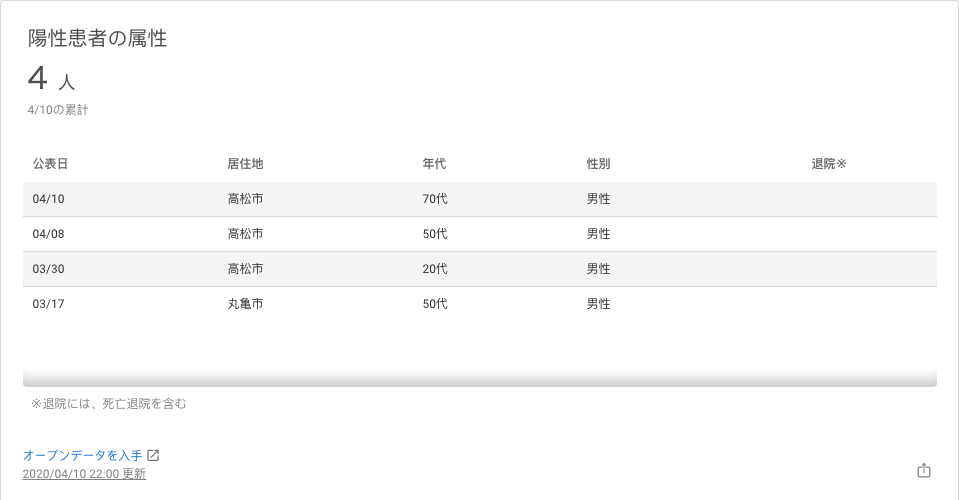 陽性患者の属性
4 人
4/10の累計
公表日 居住地 年代 性別 退院※
04/10 高松市 70代 男性
04/08 高松市 50代 男性
03/30 高松市 20代 男性
03/17 丸亀市 50代 男性
※退院には、死亡退院を含む
オープンデータを入手
2020/04/10 22:00 更新